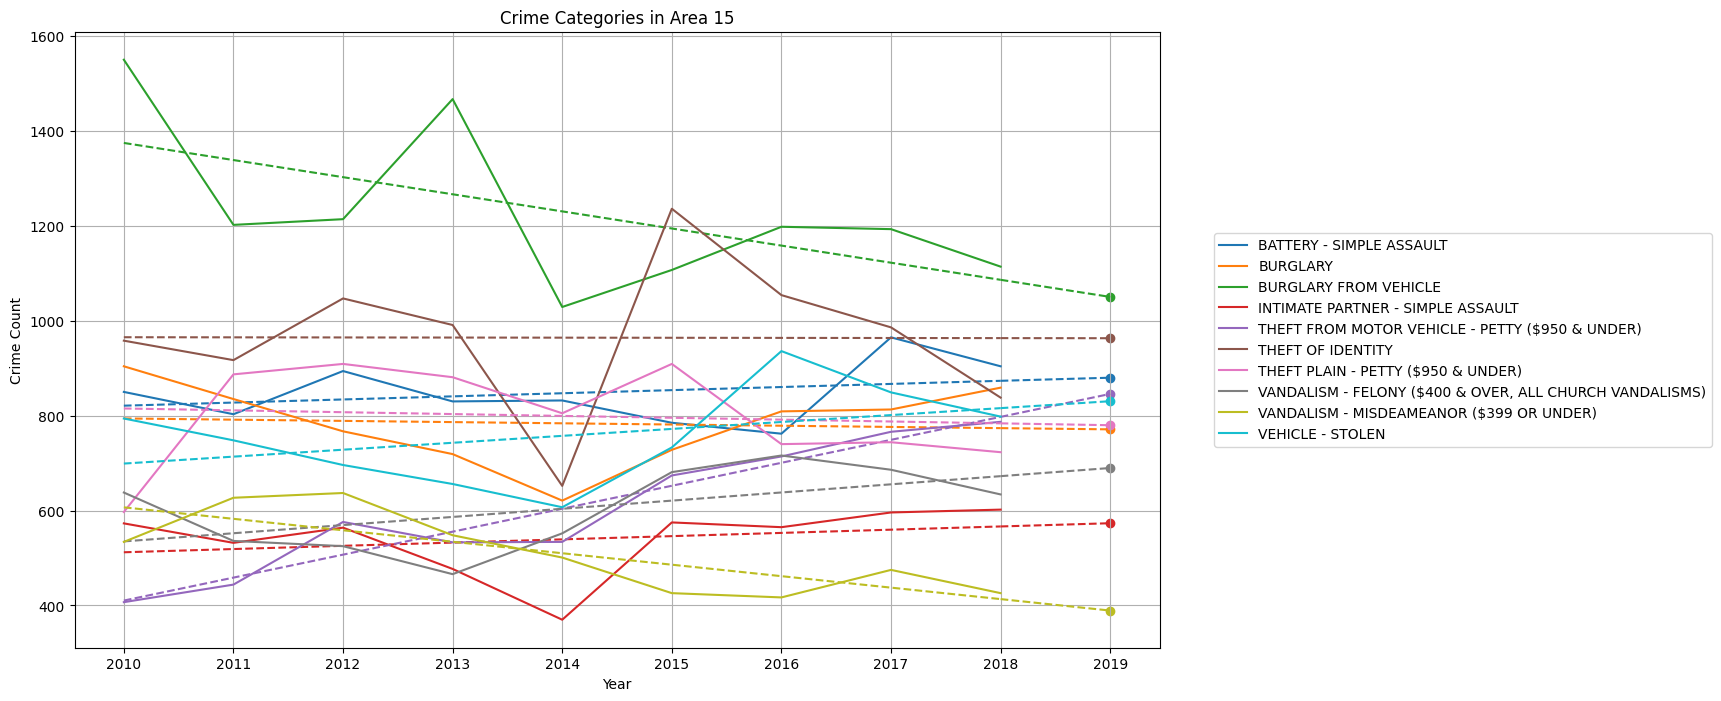 Crime Categories in Area 15
1600
1400
1200
1000
800
600
400
Crime Count
2010 2011 2012 2013 2014 2015 2016 2017 2018 2019
Year
BATTERY - SIMPLE ASSAULT
BURGLARY
BURGLARY FROM VEHICLE
INTIMATE PARTNER - SIMPLE ASSAULT
THEFT FROM MOTOR VEHICLE - PETTY ($950 & UNDER)
THEFT OF IDENTITY
THEFT PLAIN - PETTY ($950 & UNDER)
VANDALISM - FELONY ($400 & OVER, ALL CHURCH VANDALISMS)
VANDALISM - MISDEAMEANOR ($399 OR UNDER)
VEHICLE - STOLEN